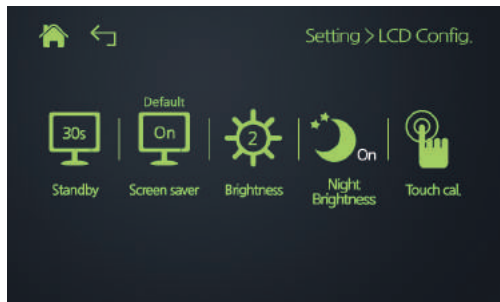 Setting > LCD Config.
Default
30s
On
2
On
Standby
Screen saver
Brightness
Night
Brightness
Touch cal.